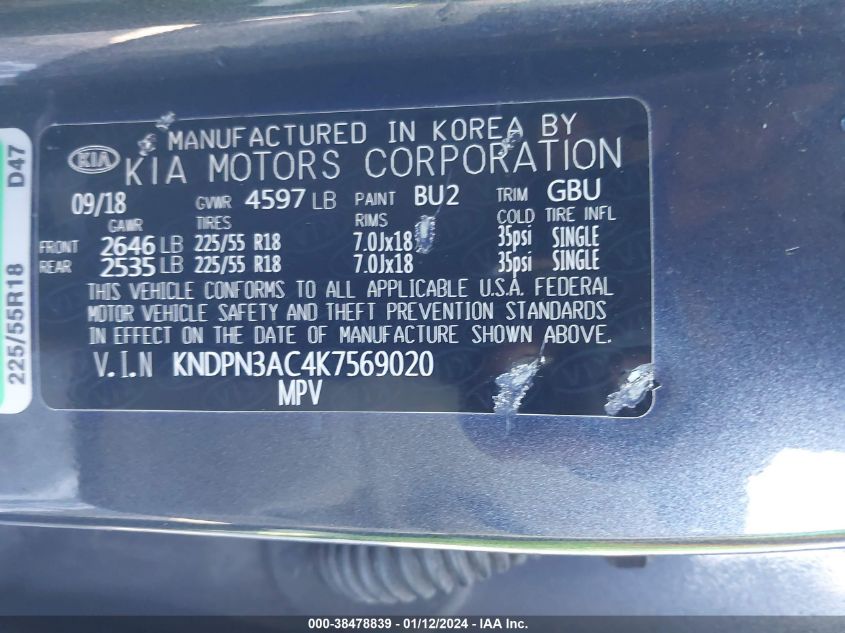 MANUFACTURED IN KOREA BY
KIA KIA MOTORS CORPORATION
09/18 GVWR 4597 LB PAINT BU2 TRIM GBU
GAWR TIRES RIMS COLD TIRE INFL
FRONT 2646 LB 225/55 R18 7.0Jx18 35psi SINGLE
REAR 2535 LB 225/55 R18 7.0Jx18 35psi SINGLE
THIS VEHICLE CONFORMS TO ALL APPLICABLE U.S.A. FEDERAL
MOTOR VEHICLE SAFETY AND THEFT PREVENTION STANDARDS
IN EFFECT ON THE DATE OF MANUFACTURE SHOWN ABOVE.
V.I.N KNDPN3AC4K7569020
MPV
225/55R18 D47
000-38478839 - 01/12/2024 - IAA Inc.